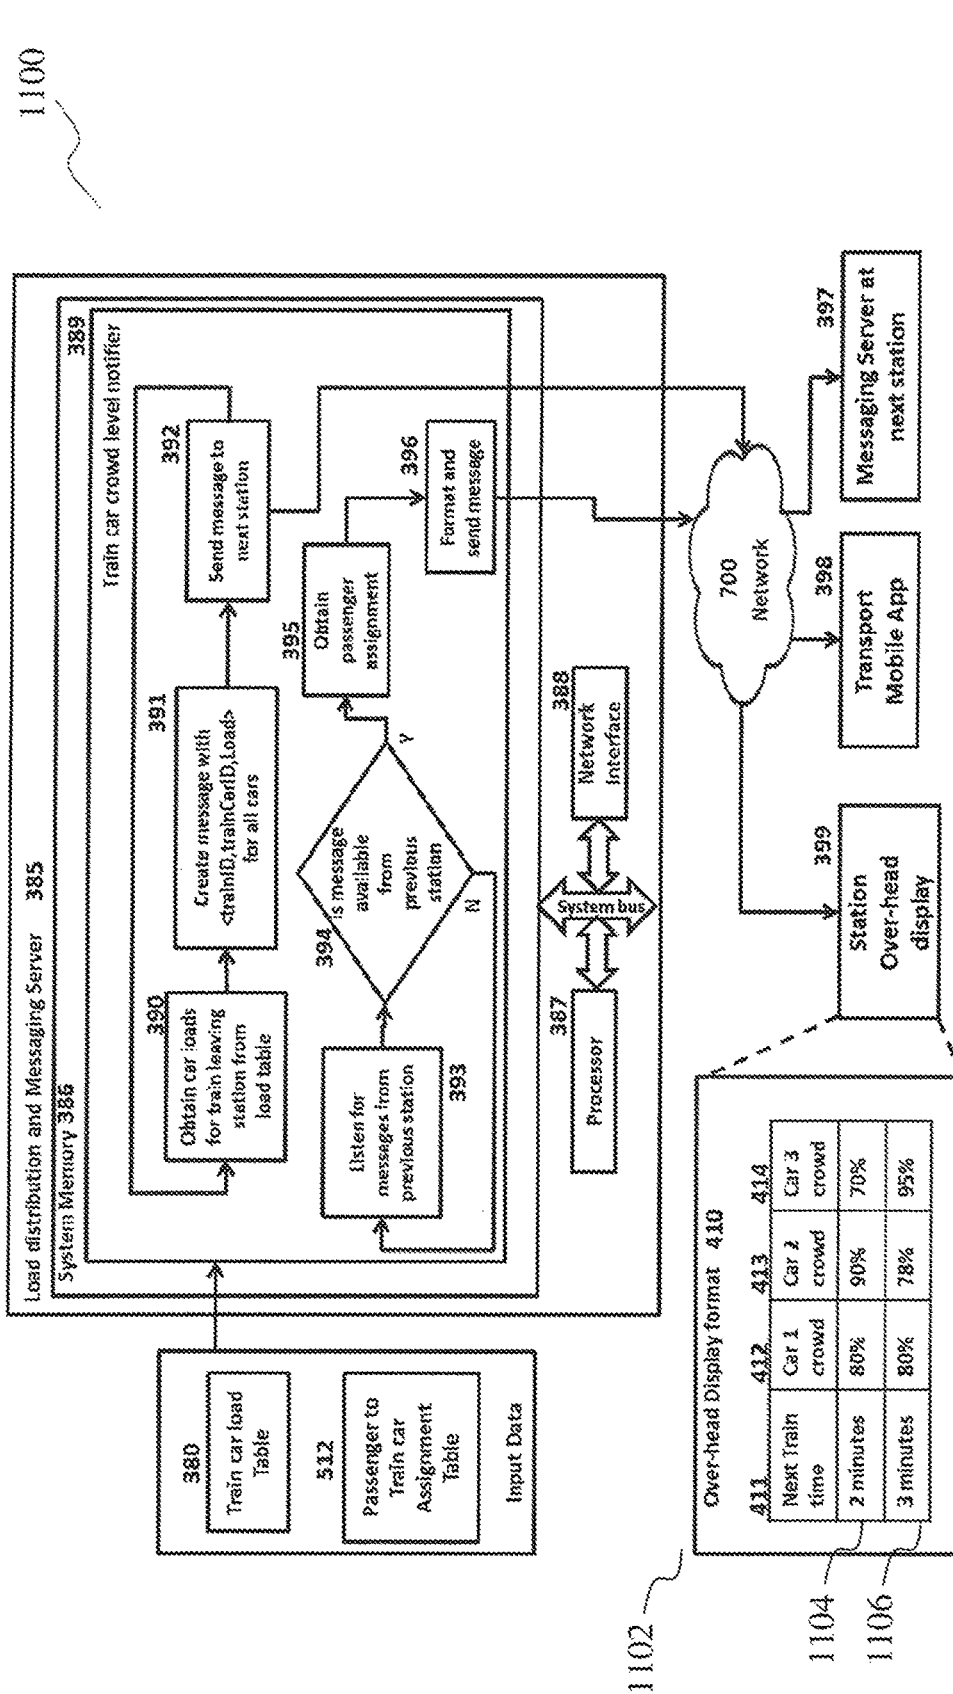 1100
Load distribution and Messaging Server 385
System Memory 386
389
Train car crowd level notifier
390
Obtain car loads
for train leaving
station from
load table
391
Create message with
<trainID,trainCarID,Load>
for all cars
392
Send message to
next station
393
Listen for
messages from
previous station
394
Is message
available
from
previous
station
Y
N
395
Obtain
passenger
assignment
396
Format and
send message
387
Processor
System bus
388
Network
Interface
380
Train car load
Table
512
Passenger to
Train car
Assignment
Table
Input Data
700
Network
397
Messaging Server at
next station
398
Transport
Mobile App
399
Station
Over-head
display
1102
Over-head Display format 410
411 412 413 414
Next Train
time
Car 1
crowd
Car 2
crowd
Car 3
crowd
2 minutes 80% 90% 70%
3 minutes 80% 78% 95%
1104
1106